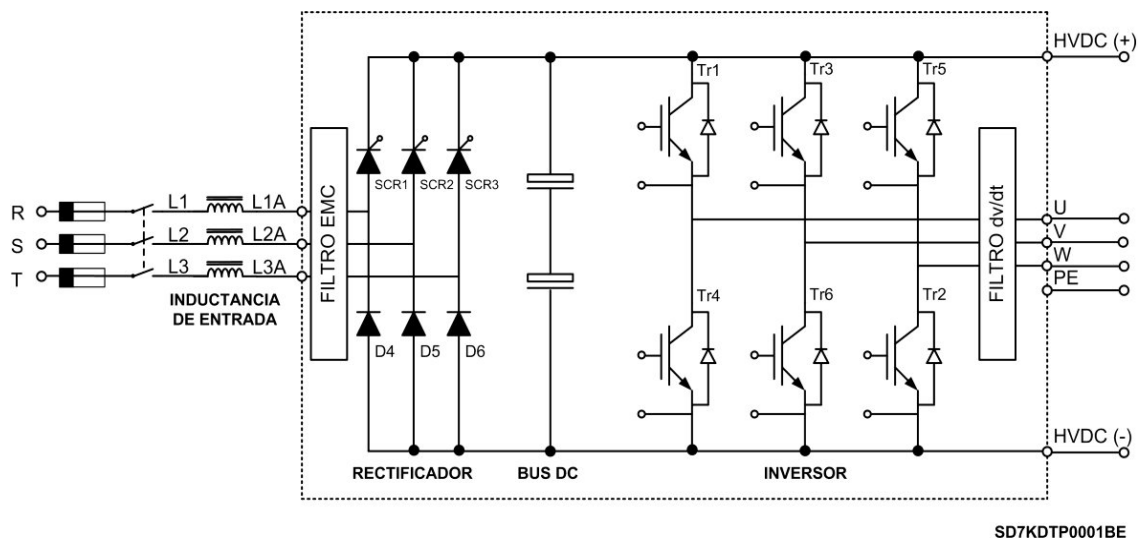 HVDC (+)
Tr1
Tr3
Tr5
SCR1
SCR2
SCR3
R
L1
L1A
S
L2
L2A
T
L3
L3A
INDUCTANCIA
DE ENTRADA
FILTRO EMC
FILTRO dv/dt
U
V
W
PE
Tr4
Tr6
Tr2
D4
D5
D6
HVDC (-)
RECTIFICADOR
BUS DC
INVERSOR
SD7KDTP0001BE